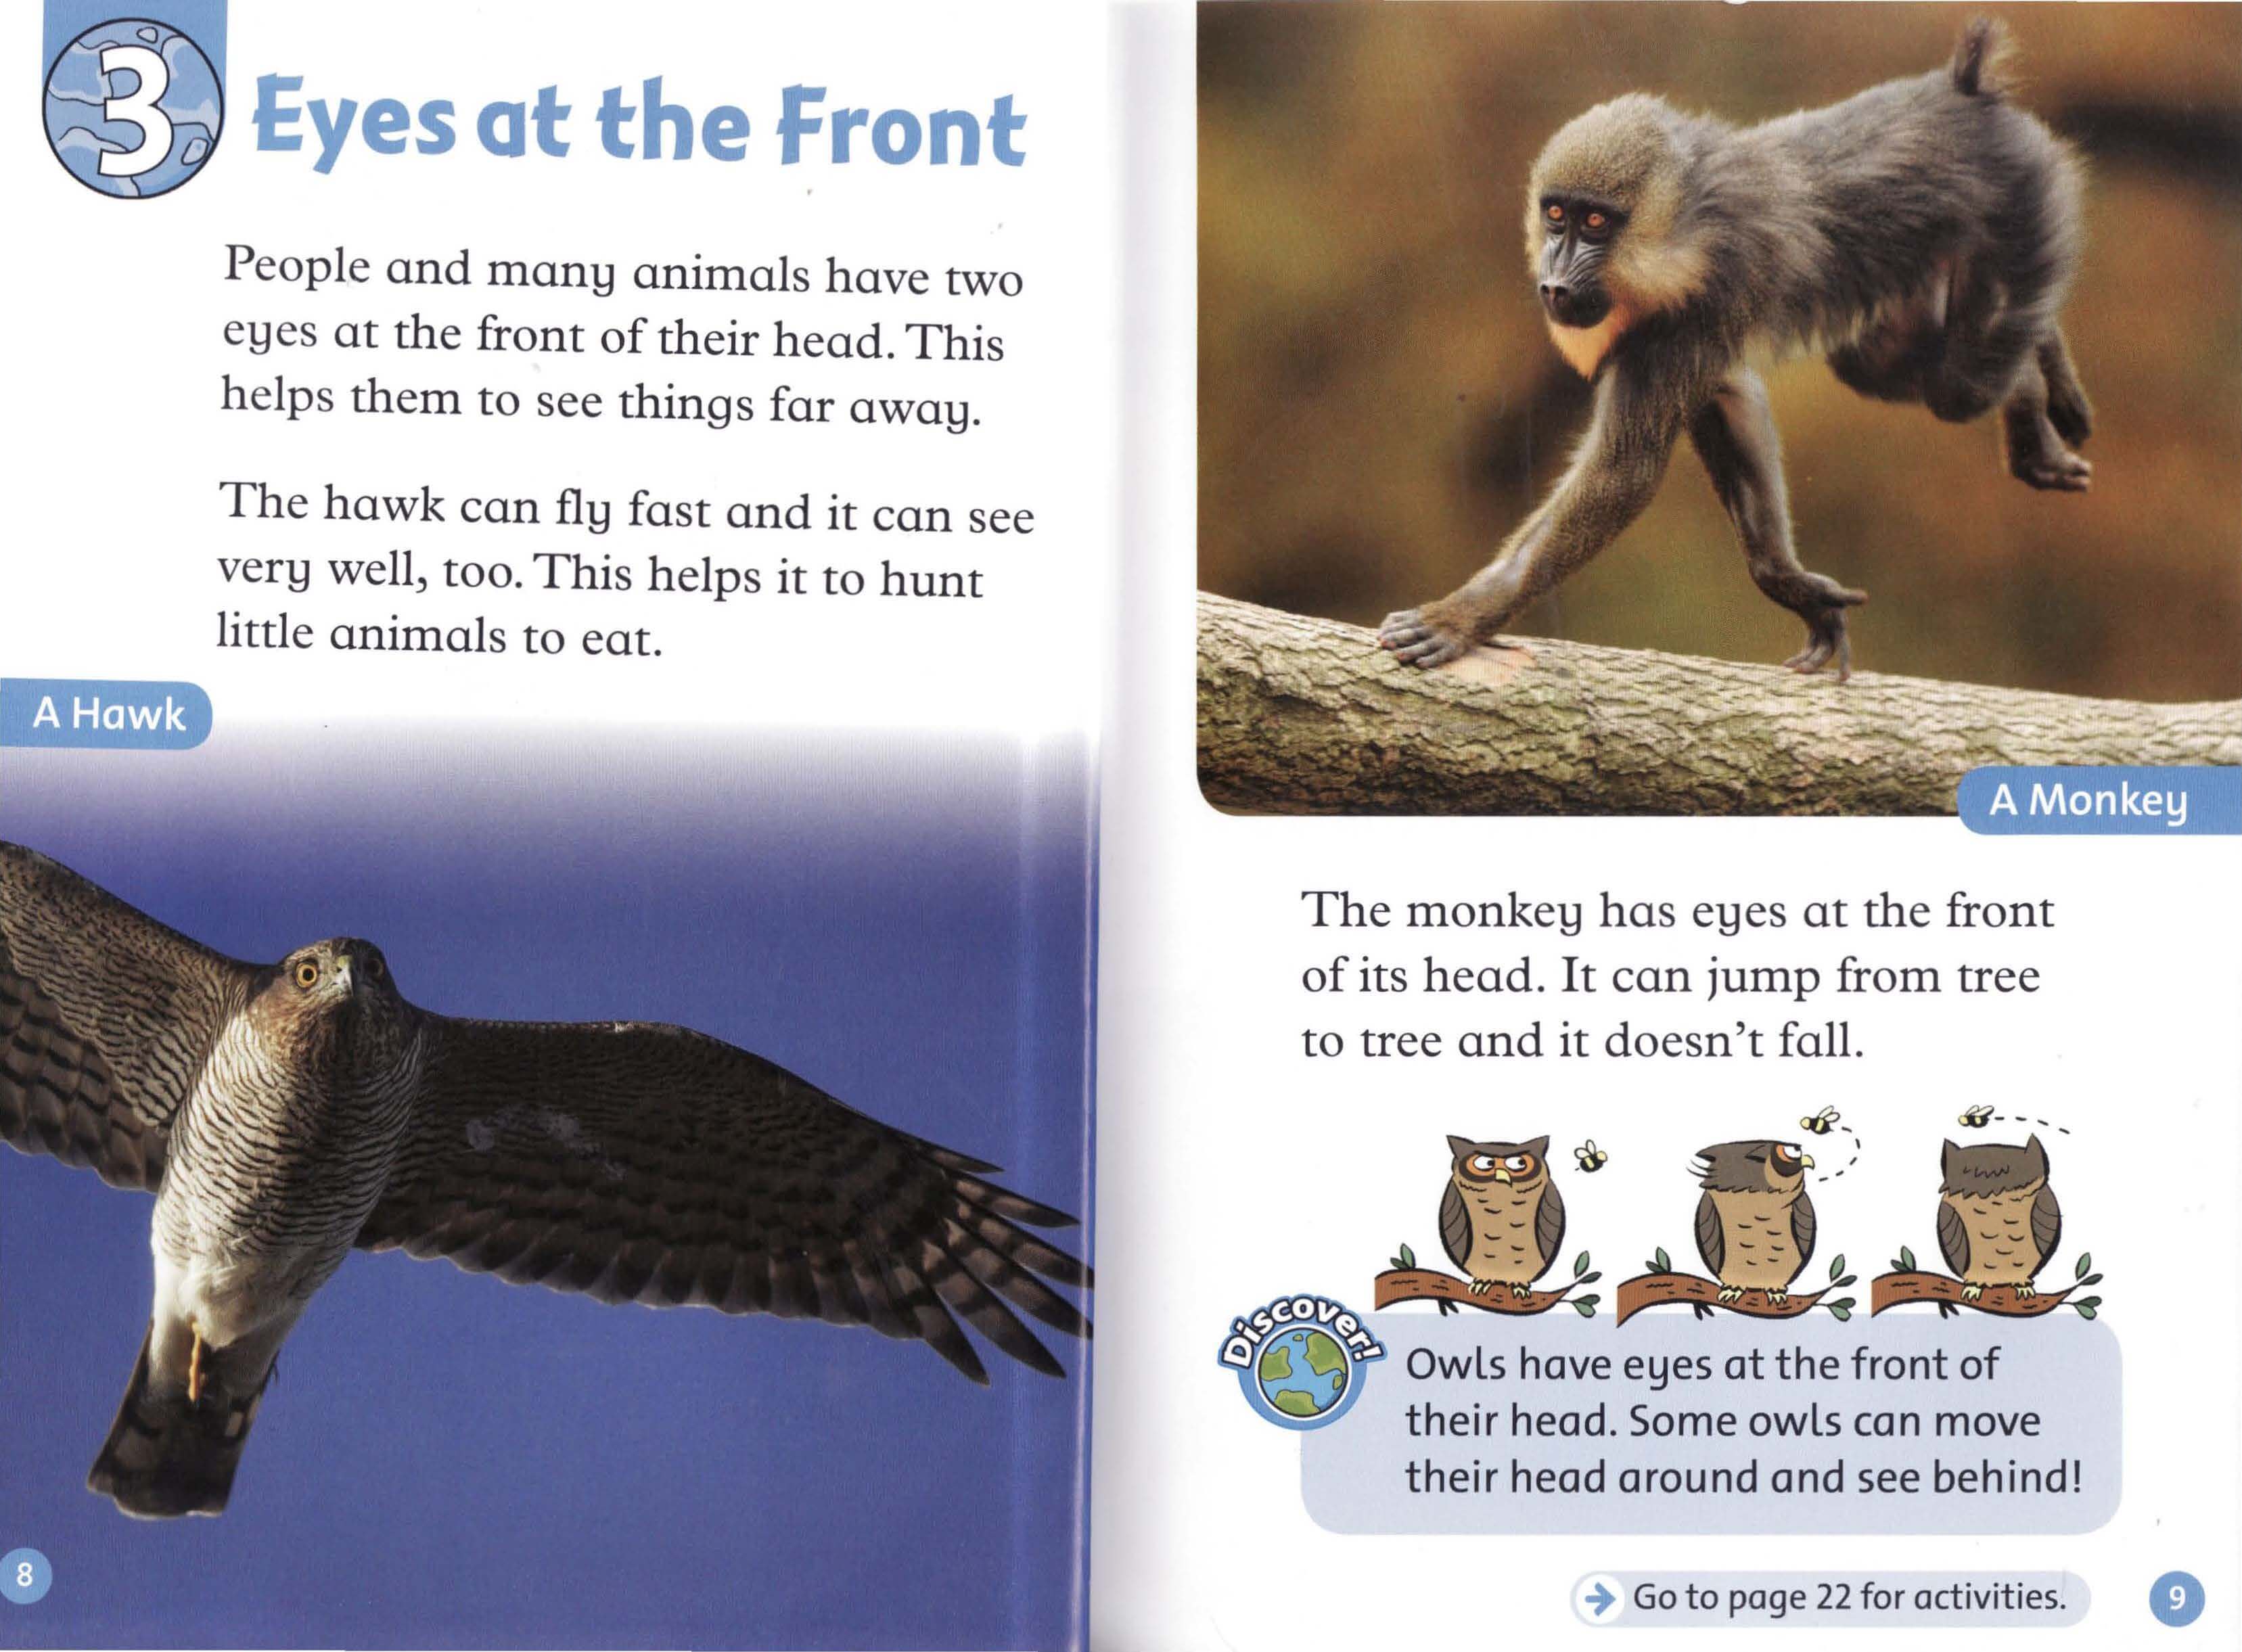 3
Eyes at the Front
People and many animals have two
eyes at the front of their head. This
helps them to see things far away.
The hawk can fly fast and it can see
very well, too. This helps it to hunt
little animals to eat.
A Hawk
8
A Monkey
The monkey has eyes at the front
of its head. It can jump from tree
to tree and it doesn't fall.
Discover!
Owls have eyes at the front of
their head. Some owls can move
their head around and see behind!
Go to page 22 for activities.
9